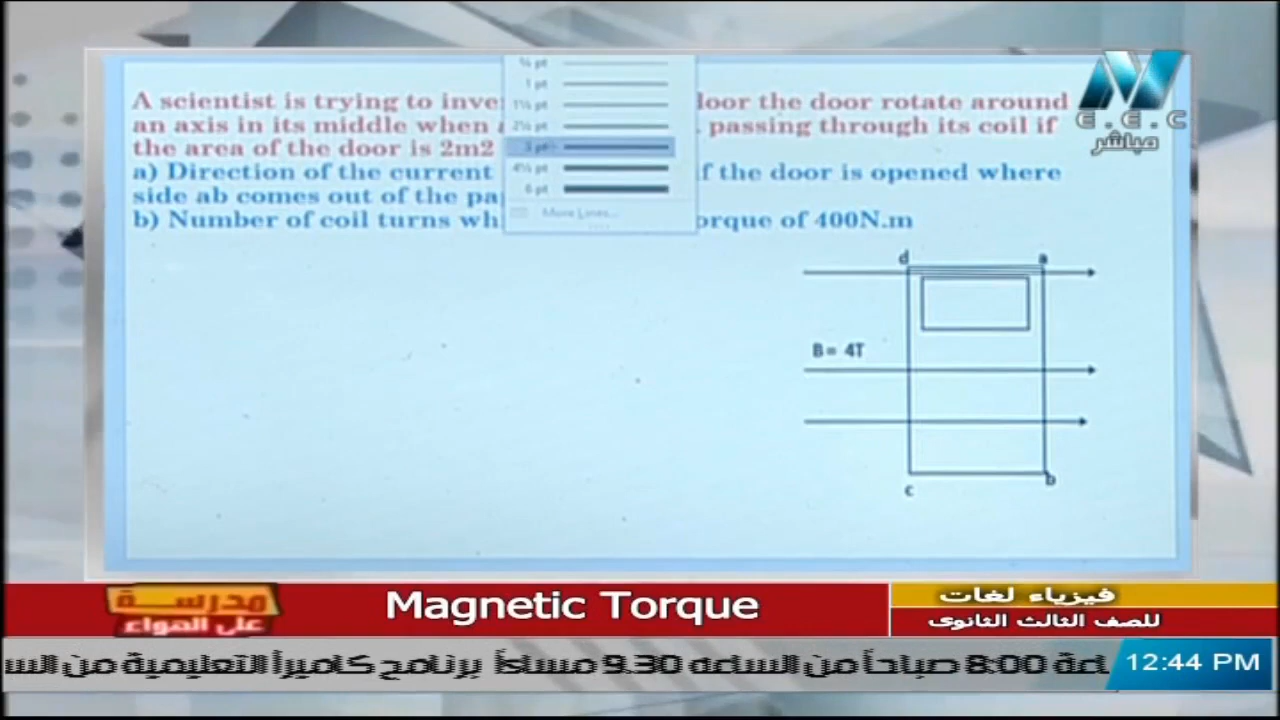 A scientist is trying to inve
loor the door rotate around
an axis in its middle when
passing through its coil if
the area of the door is 2m2
a) Direction of the current
f the door is opened where
side ab comes out of the pa
b) Number of coil turns wh
orque of 400N.m
¾ pt
1 pt
1½ pt
2¼ pt
3 pt
4½ pt
6 pt
More Lines...
E.E.C
مباشر
d
a
B= 4T
c
b
مدرسة
على الهواء
Magnetic Torque
فيزياء لغات
للصف الثالث الثانوى
اعة 8:00 صباحاً من الساعه 9.30 مساءاً برنامج كاميرا التعليمية من الس
12:44 PM